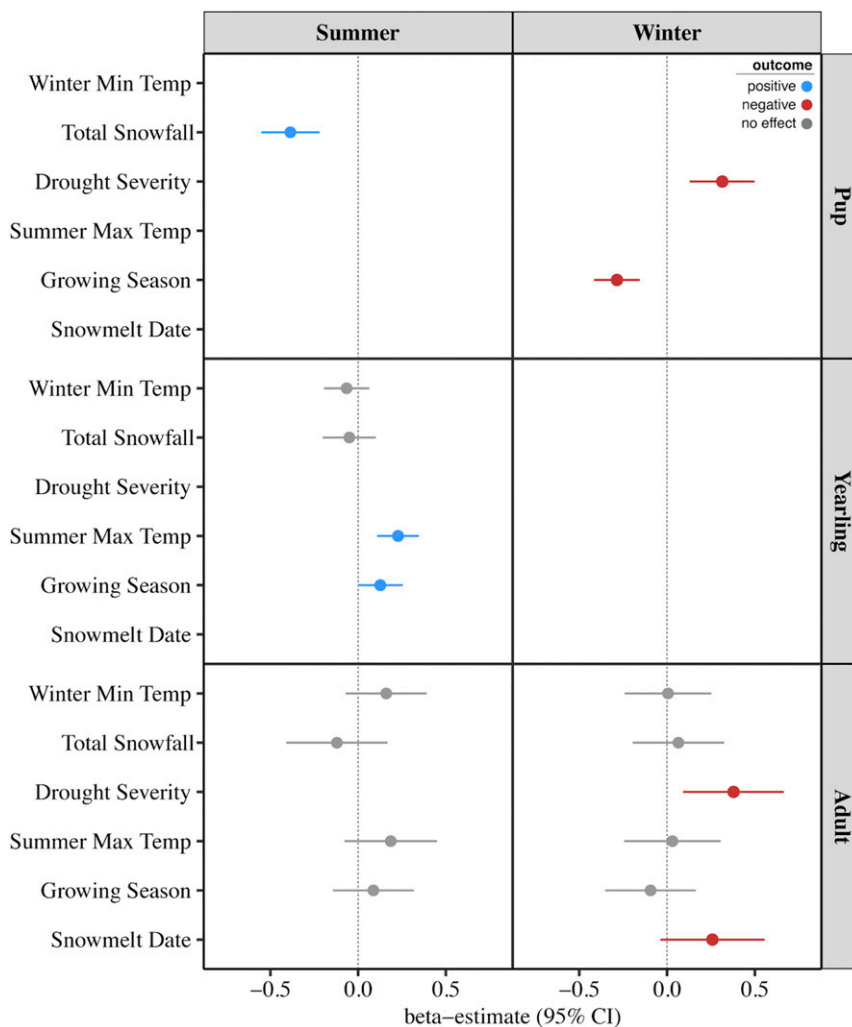 Summer
Winter
outcome
positive
negative
no effect
Winter Min Temp
Total Snowfall
Drought Severity
Summer Max Temp
Growing Season
Snowmelt Date
Pup
Winter Min Temp
Total Snowfall
Drought Severity
Summer Max Temp
Growing Season
Snowmelt Date
Yearling
Winter Min Temp
Total Snowfall
Drought Severity
Summer Max Temp
Growing Season
Snowmelt Date
Adult
−0.5 0.0 0.5 −0.5 0.0 0.5
beta−estimate (95% CI)